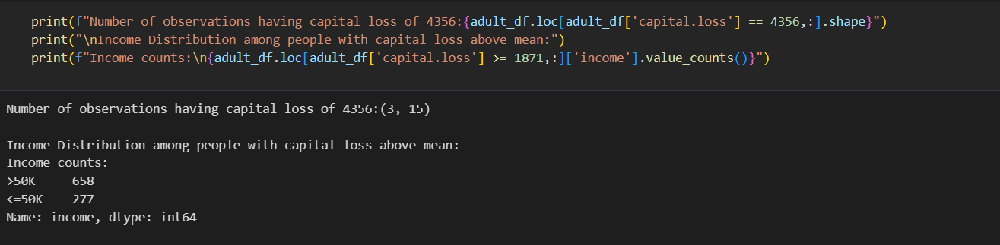 print(f"Number of observations having capital loss of 4356:{adult_df.loc[adult_df['capital.loss'] == 4356,:].shape}")
print("\nIncome Distribution among people with capital loss above mean:")
print(f"Income counts:\n{adult_df.loc[adult_df['capital.loss'] >= 1871,:]['income'].value_counts()}")
Number of observations having capital loss of 4356:(3, 15)
Income Distribution among people with capital loss above mean:
Income counts:
>50K     658
<=50K    277
Name: income, dtype: int64